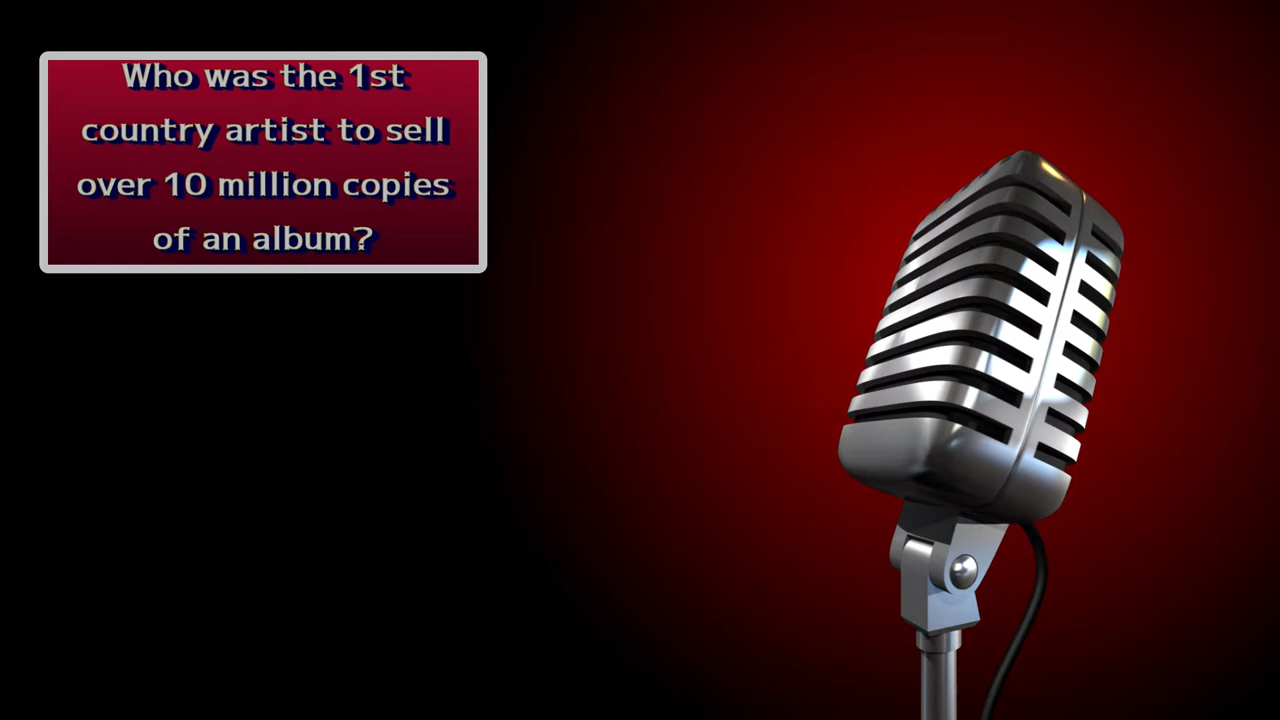 Who was the 1st
country artist to sell
over 10 million copies
of an album?